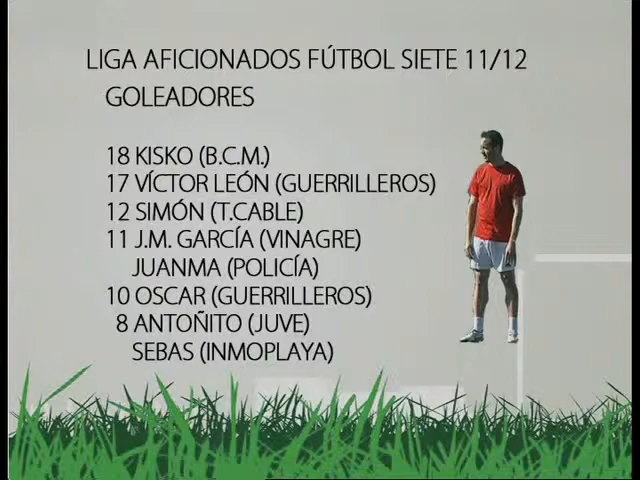 LIGA AFICIONADOS FÚTBOL SIETE 11/12
GOLEADORES
18 KISKO (B.C.M.)
17 VÍCTOR LEÓN (GUERRILLEROS)
12 SIMÓN (T.CABLE)
11 J.M. GARCÍA (VINAGRE)
JUANMA (POLICÍA)
10 OSCAR (GUERRILLEROS)
8 ANTOÑITO (JUVE)
SEBAS (INMOPLAYA)